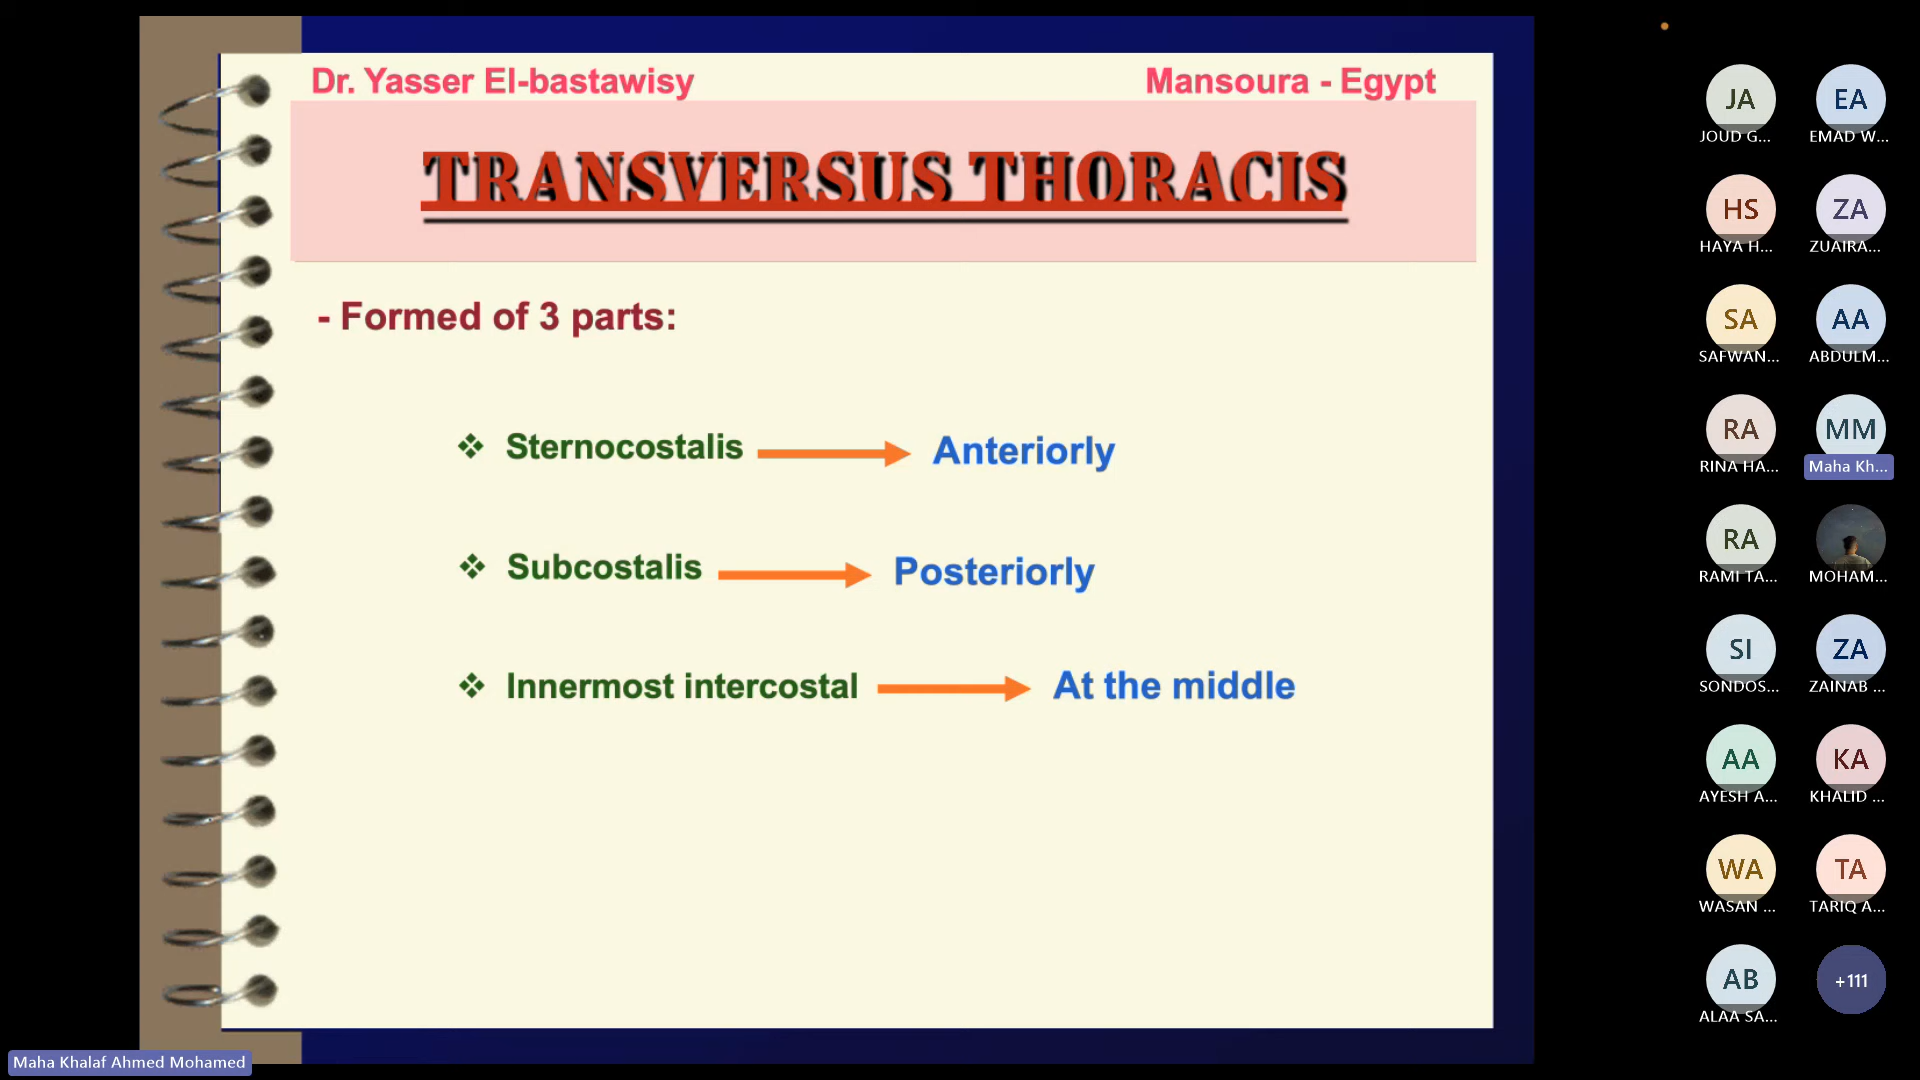 Dr. Yasser El-bastawisy
Mansoura - Egypt
TRANSVERSUS THORACIS
- Formed of 3 parts:
❖ Sternocostalis → Anteriorly
❖ Subcostalis → Posteriorly
❖ Innermost intercostal → At the middle
JA
EA
JOUD G...
EMAD W...
HS
ZA
HAYA H...
ZUAIRA...
SA
AA
SAFWAN...
ABDULM...
RA
MM
RINA HA...
Maha Kh...
RA
RAMI TA...
MOHAM...
SI
ZA
SONDOS...
ZAINAB ...
AA
KA
AYESH A...
KHALID ...
WA
TA
WASAN ...
TARIQ A...
AB
+111
ALAA SA...
Maha Khalaf Ahmed Mohamed